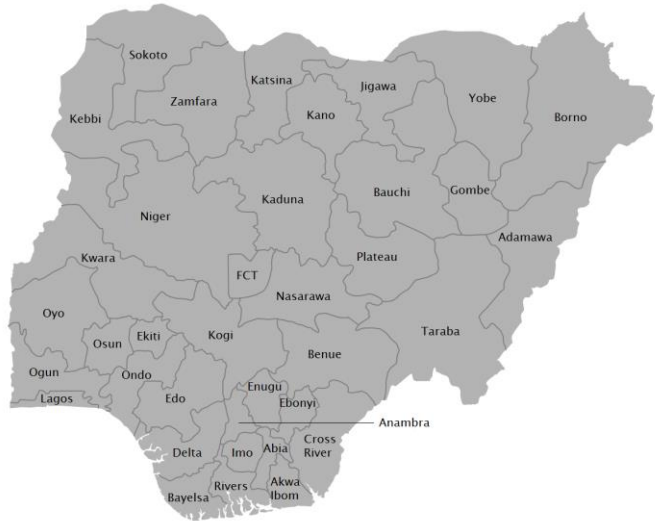 Sokoto
Katsina
Jigawa
Zamfara
Yobe
Kebbi
Kano
Borno
Kaduna
Bauchi
Gombe
Niger
Adamawa
Kwara
Plateau
FCT
Nasarawa
Oyo
Kogi
Taraba
Osun
Ekiti
Benue
Ogun
Ondo
Enugu
Lagos
Edo
Ebonyi
Anambra
Delta
Imo
Abia
Cross
River
Bayelsa
Rivers
Akwa
Ibom